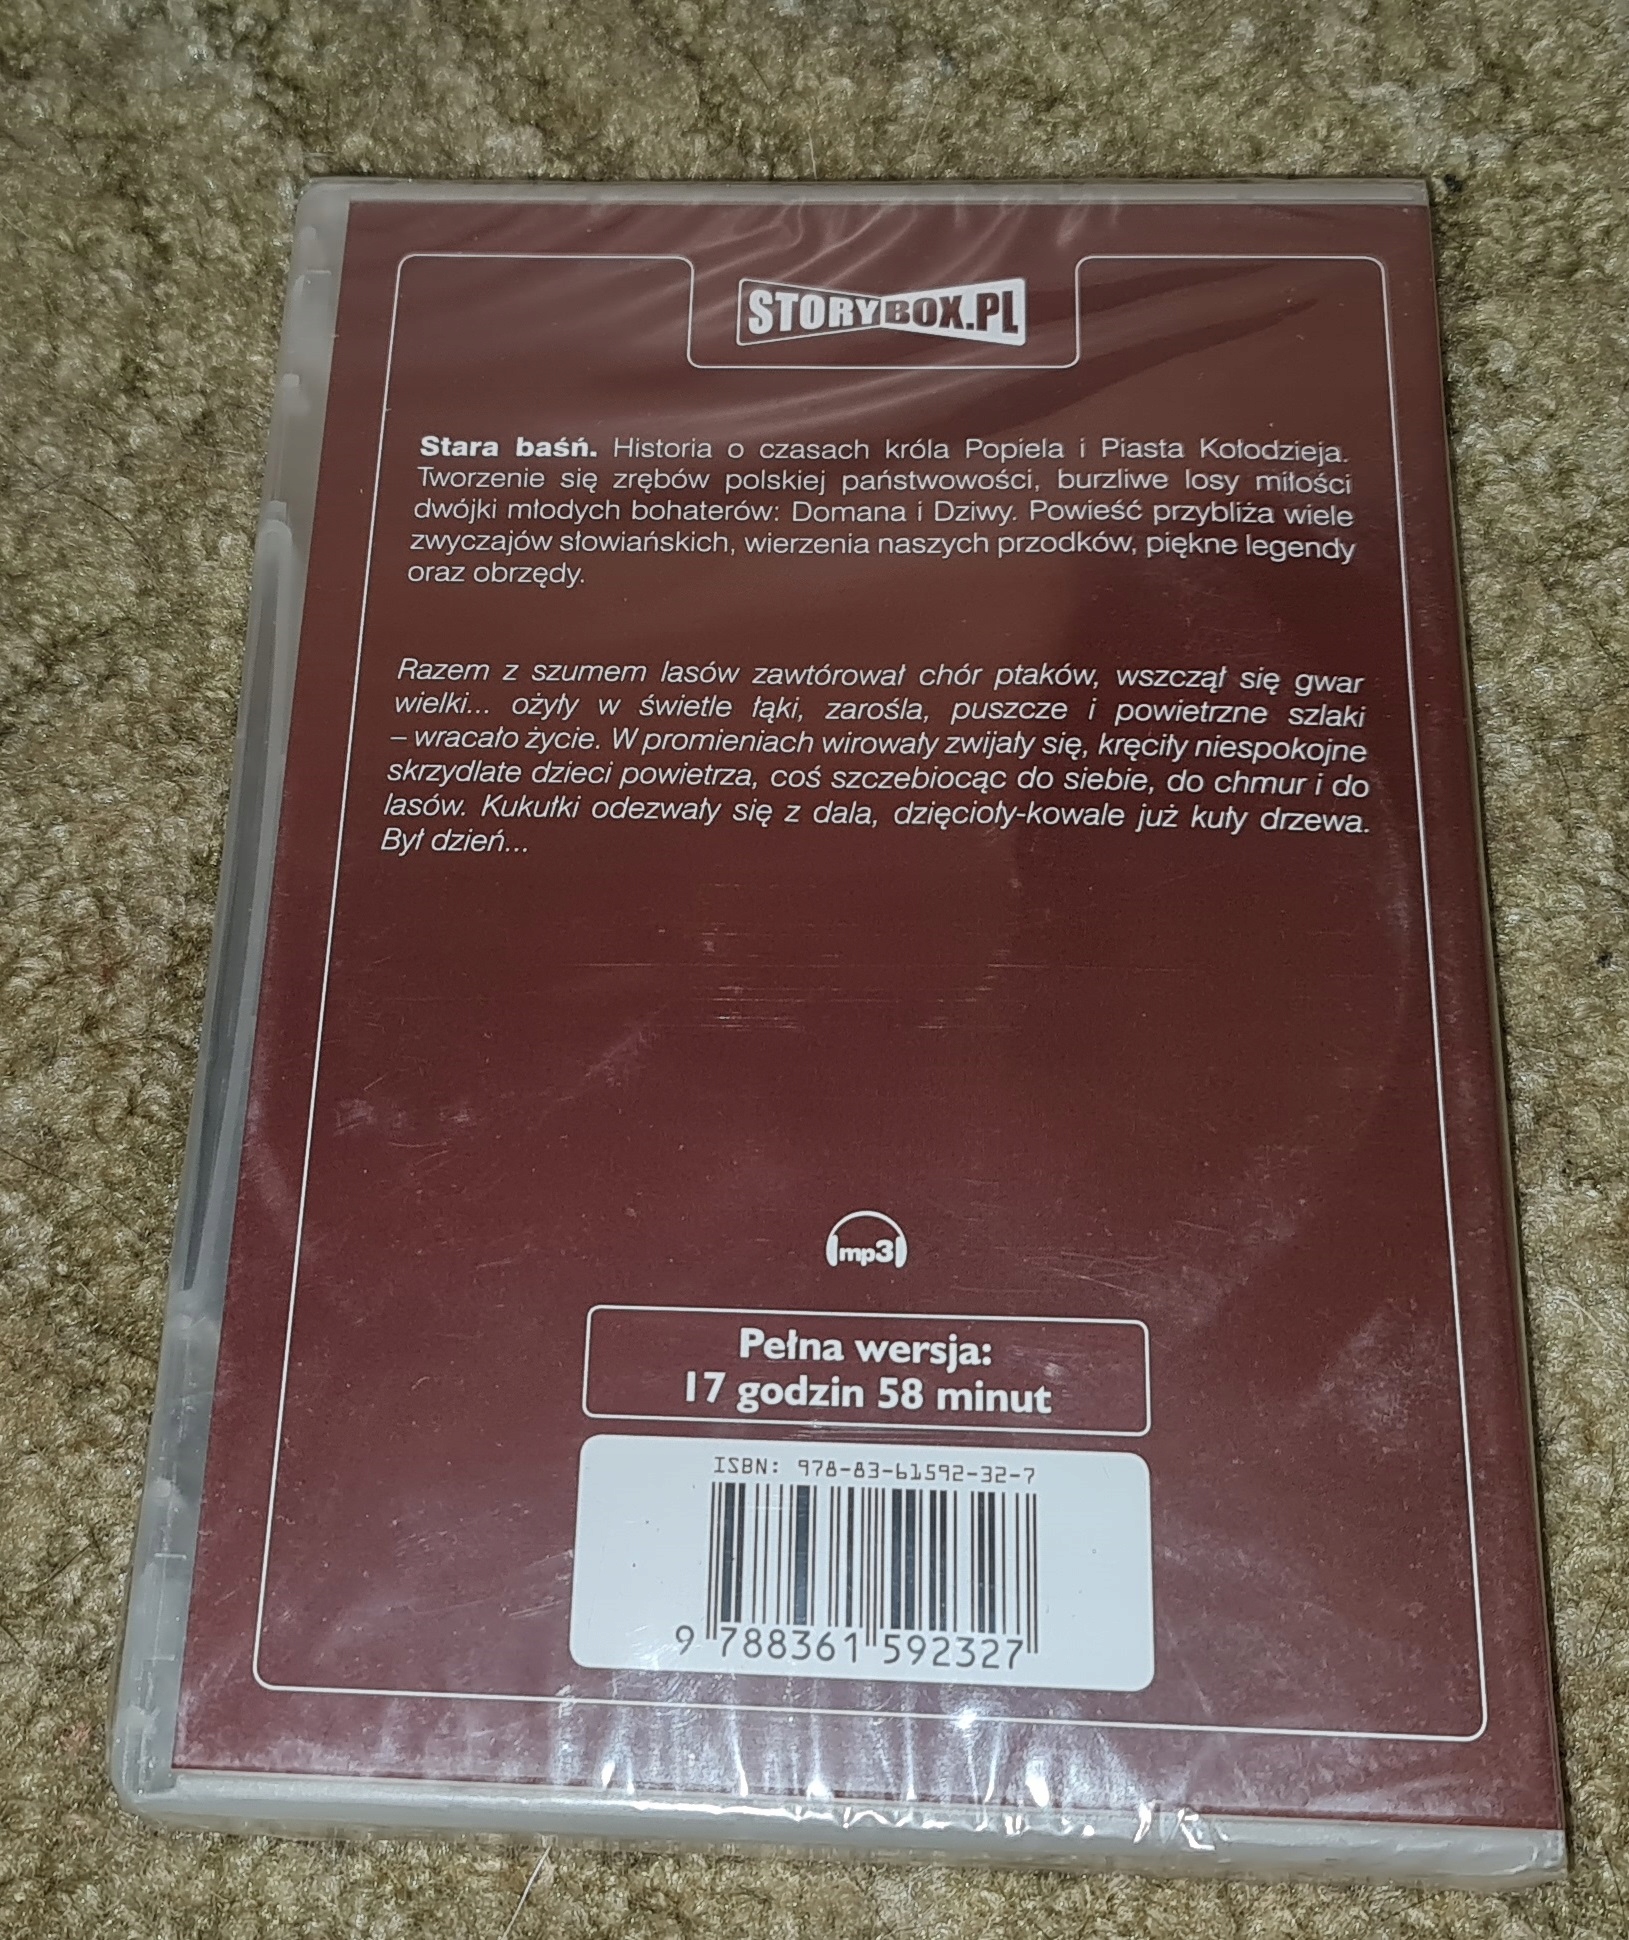 STORYBOX.PL
Stara baśń. Historia o czasach króla Popiela i Piasta Kołodzieja.
Tworzenie się zrębów polskiej państwowości, burzliwe losy miłości
dwójki młodych bohaterów: Domana i Dziwy. Powieść przybliża wiele
zwyczajów słowiańskich, wierzenia naszych przodków, piękne legendy
oraz obrzędy.
Razem z szumem lasów zawtórował chór ptaków, wszczął się gwar
wielki... ożyły w świetle łąki, zarośla, puszcze i powietrzne szlaki
– wracało życie. W promieniach wirowały zwijały się, kręciły niespokojne
skrzydlate dzieci powietrza, coś szczebiocąc do siebie, do chmur i do
lasów. Kukułki odezwały się z dala, dzięcioły-kowale już kuły drzewa.
Był dzień...
mp3
Pełna wersja:
17 godzin 58 minut
ISBN: 978-83-61592-32-7
9 788361 592327